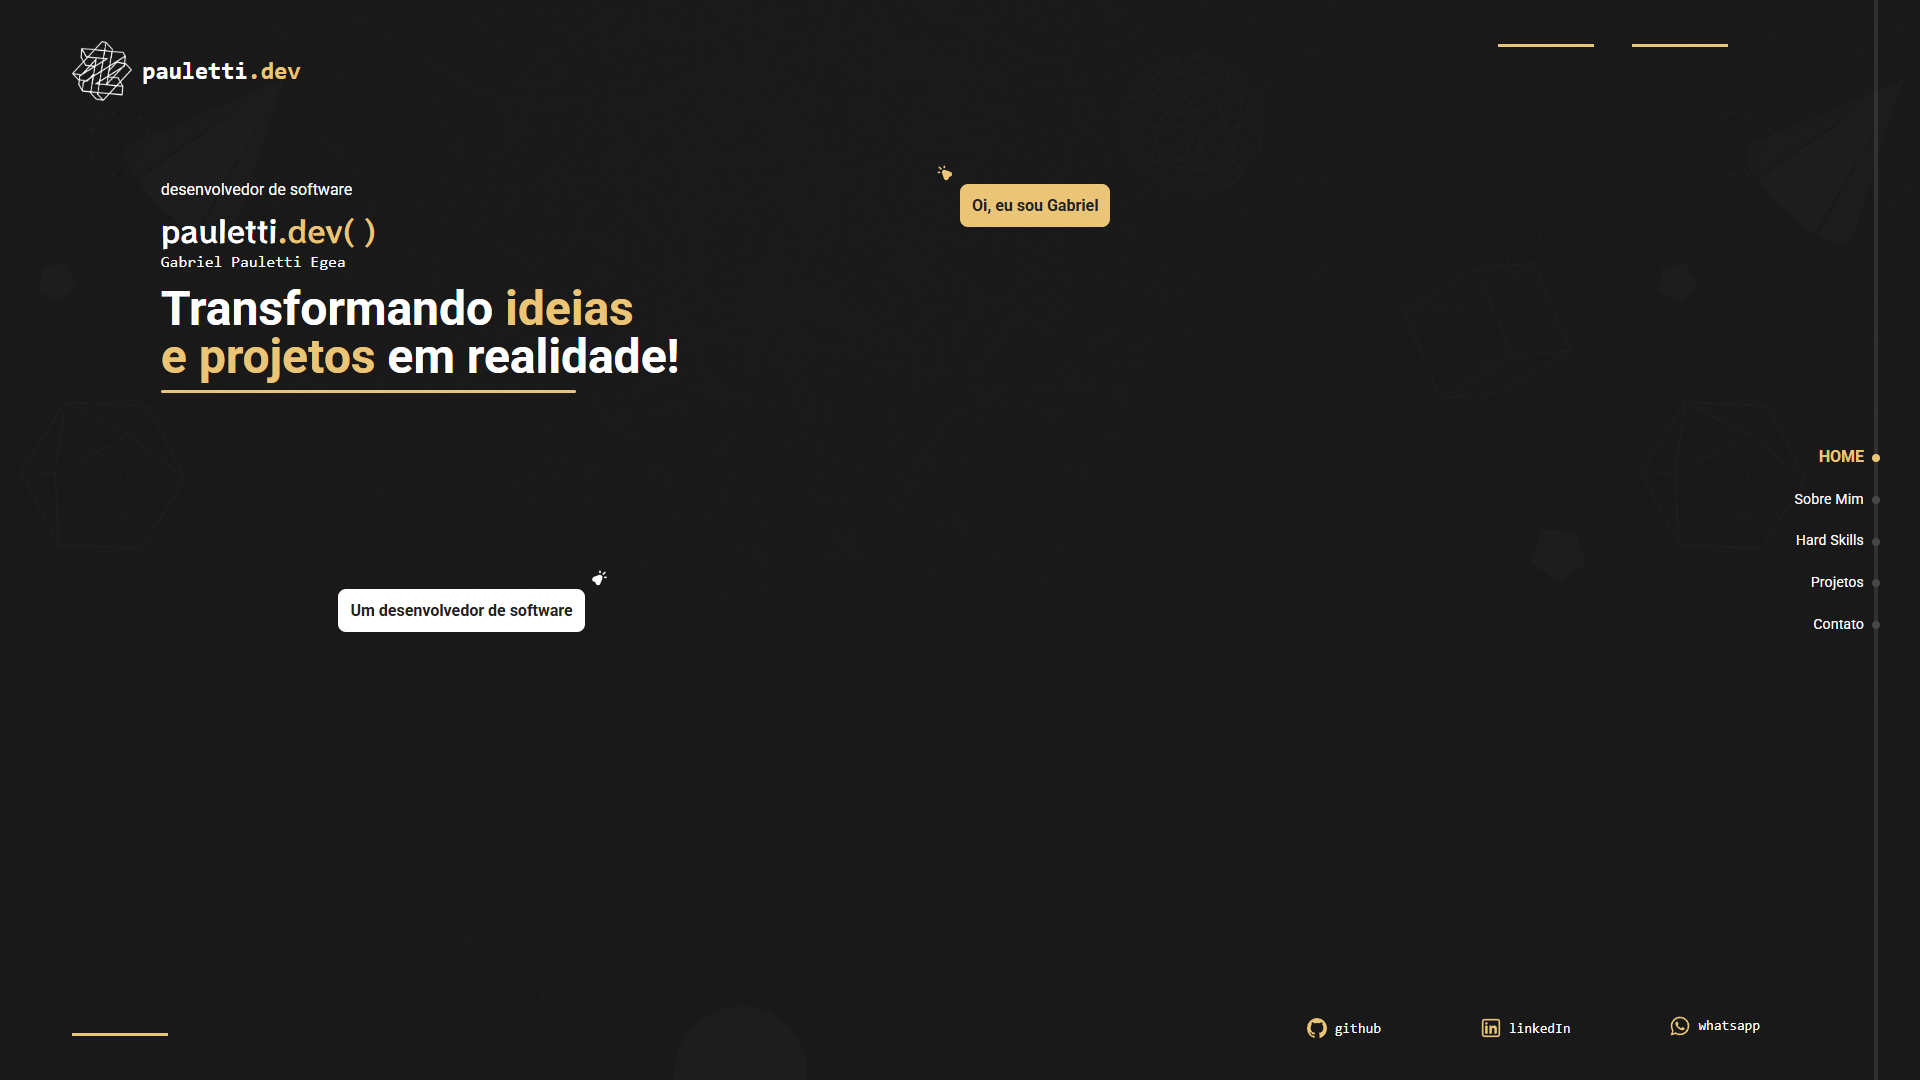 pauletti.dev
desenvolvedor de software
pauletti.dev( )
Gabriel Pauletti Egea
Transformando ideias
e projetos em realidade!
Oi, eu sou Gabriel
Um desenvolvedor de software
HOME
Sobre Mim
Hard Skills
Projetos
Contato
github
linkedIn
whatsapp